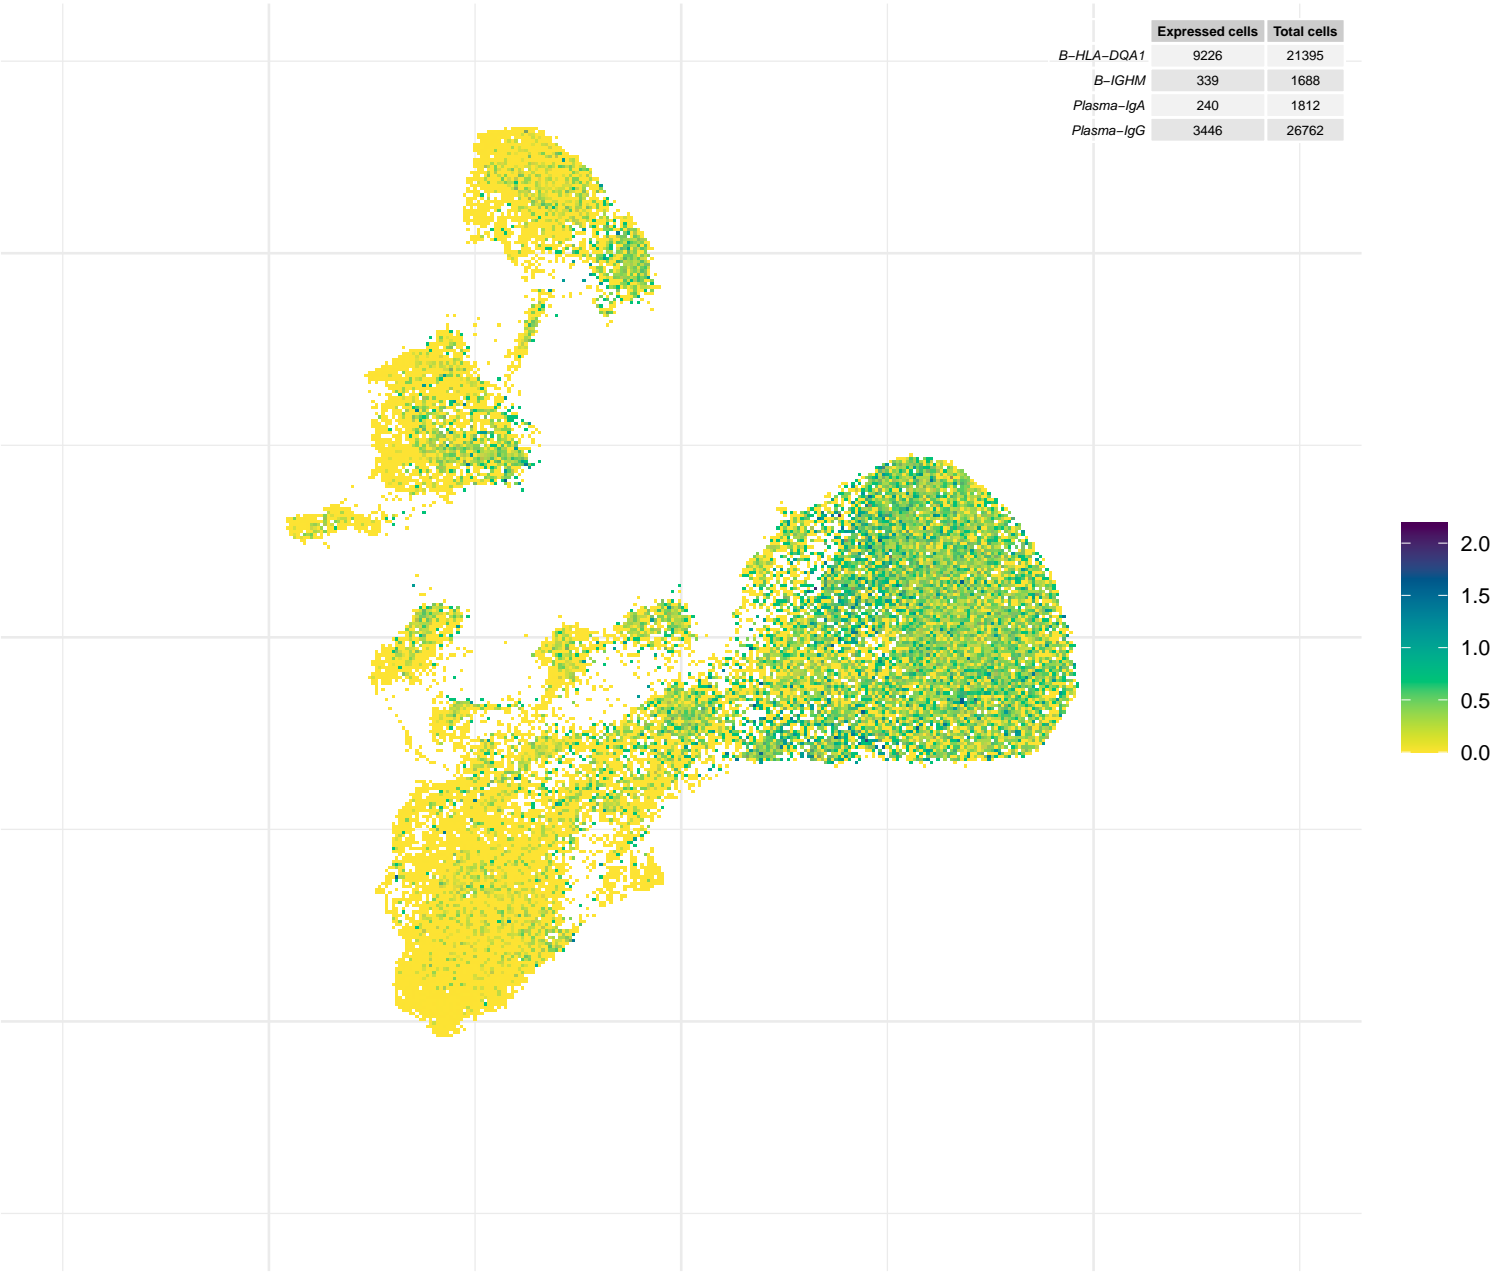 Expressed cells Total cells
B−HLA−DQA1 9226 21395
B−IGHM 339 1688
Plasma−IgA 240 1812
Plasma−IgG 3446 26762
2.0
1.5
1.0
0.5
0.0